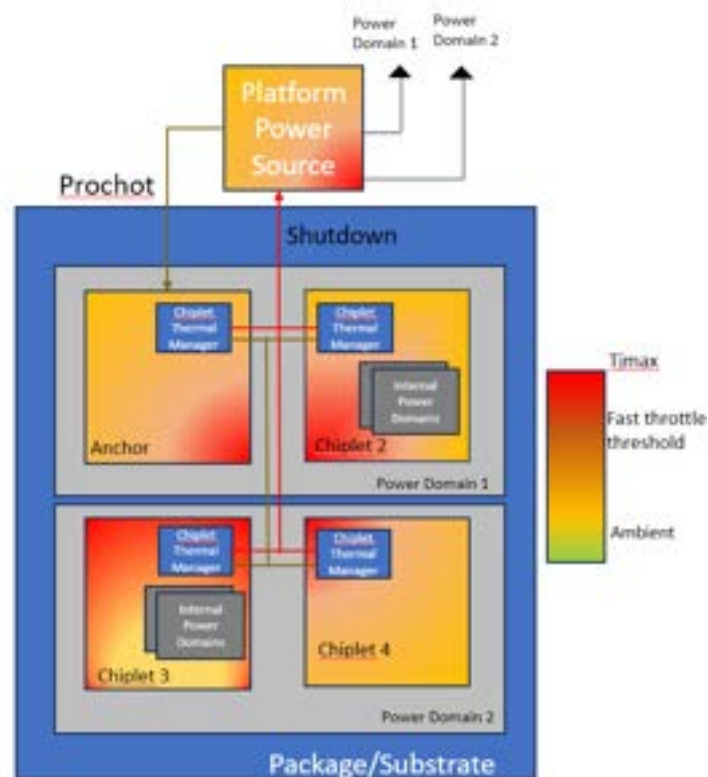 Power
Domain 1
Power
Domain 2
Platform
Power
Source
Prochot
Shutdown
Chiplet
Thermal
Manager
Anchor
Chiplet
Thermal
Manager
Internal
Power
Domains
Chiplet 2
Power Domain 1
Chiplet
Thermal
Manager
Internal
Power
Domains
Chiplet 3
Chiplet
Thermal
Manager
Chiplet 4
Power Domain 2
Package/Substrate
Timax
Fast throttle
threshold
Ambient